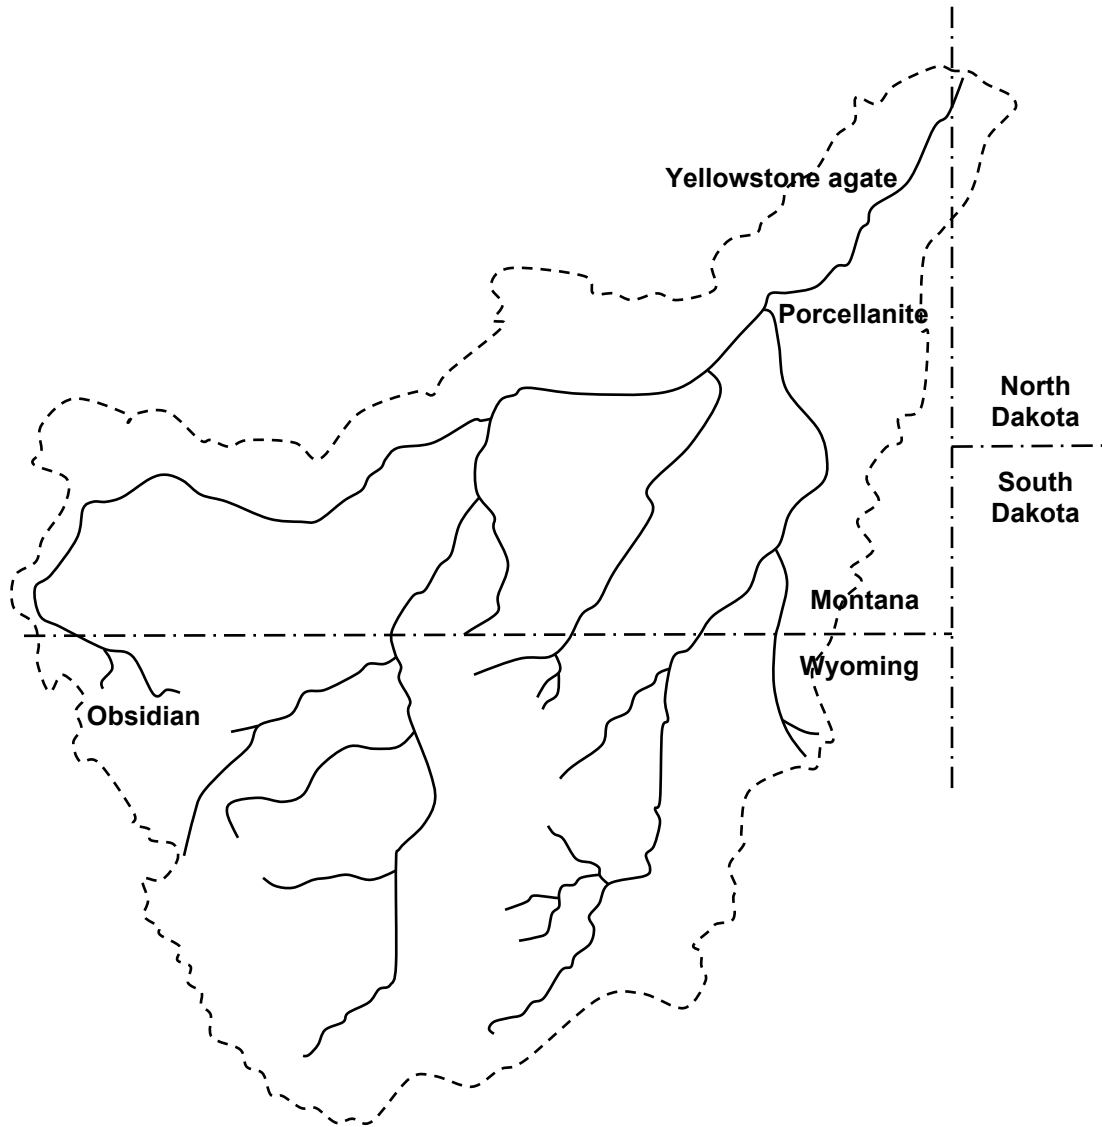 Yellowstone agate
Porcellanite
North
Dakota
South
Dakota
Montana
Wyoming
Obsidian